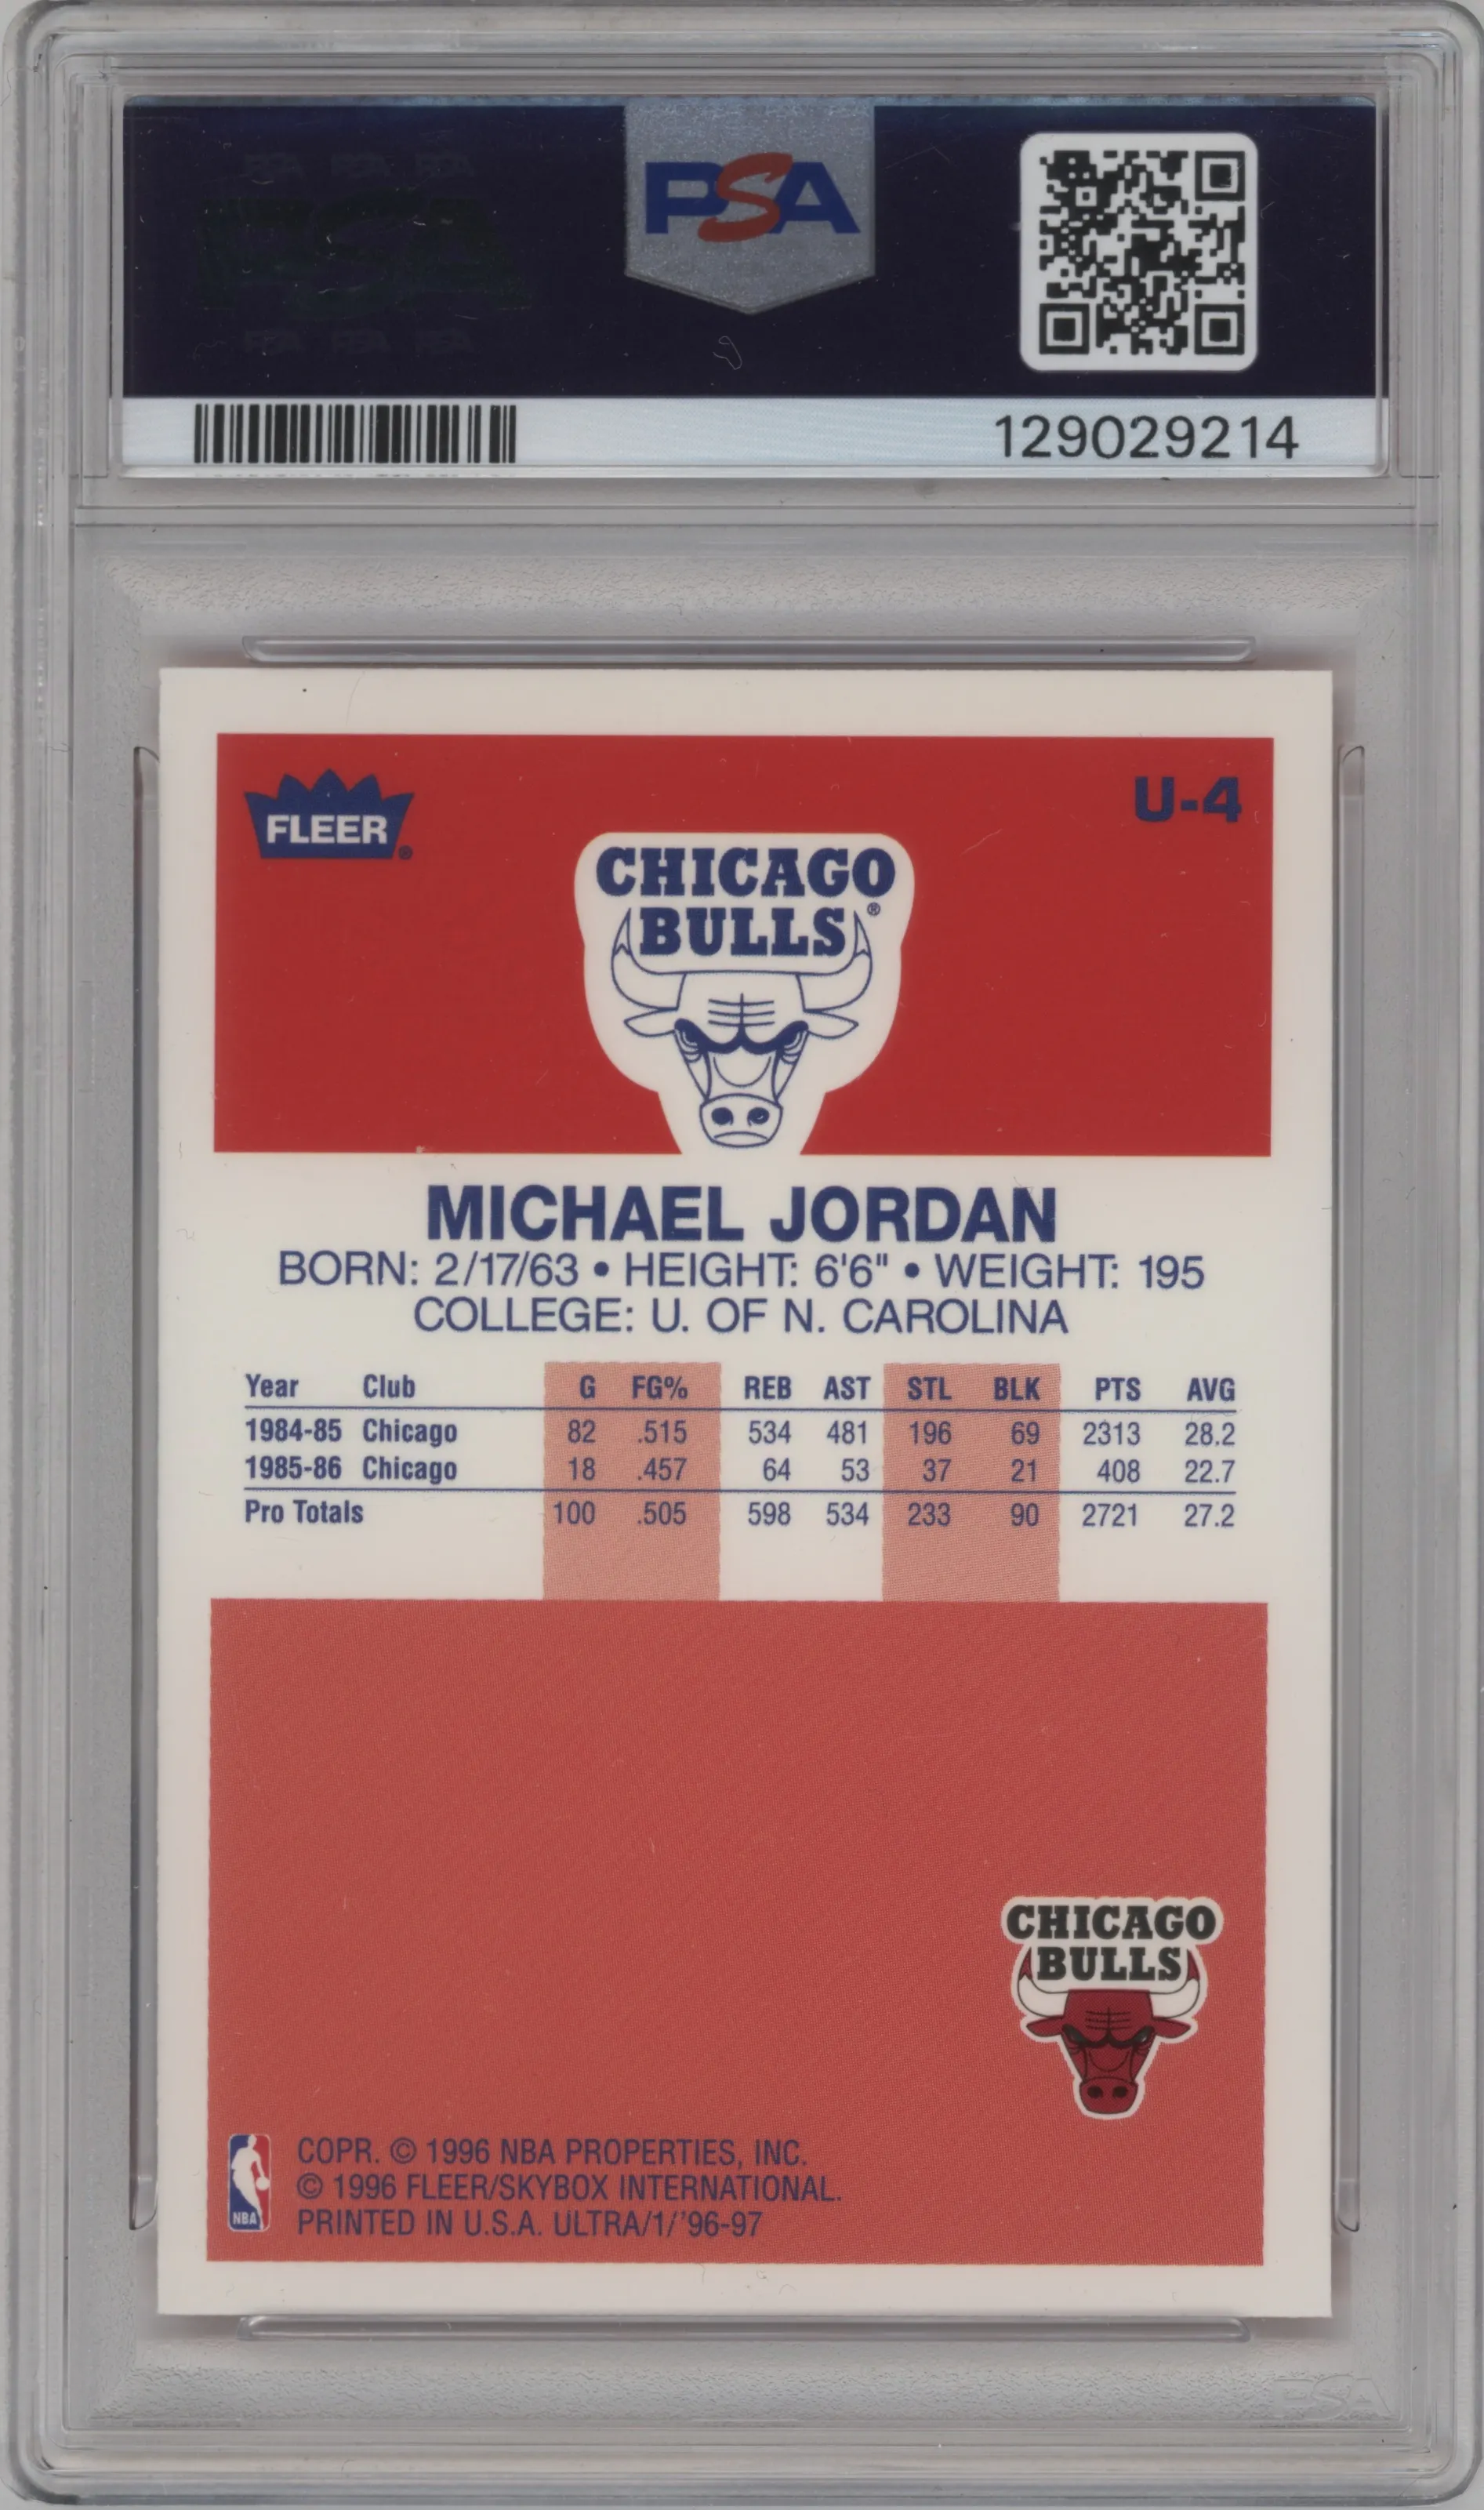 PSA
129029214
FLEER®
U-4
CHICAGO
BULLS®
MICHAEL JORDAN
BORN: 2/17/63 • HEIGHT: 6'6" • WEIGHT: 195
COLLEGE: U. OF N. CAROLINA
Year Club G FG% REB AST STL BLK PTS AVG
1984-85 Chicago 82 .515 534 481 196 69 2313 28.2
1985-86 Chicago 18 .457 64 53 37 21 408 22.7
Pro Totals 100 .505 598 534 233 90 2721 27.2
CHICAGO
BULLS
NBA
COPR. © 1996 NBA PROPERTIES, INC.
© 1996 FLEER/SKYBOX INTERNATIONAL.
PRINTED IN U.S.A. ULTRA/1/'96-97
PSA